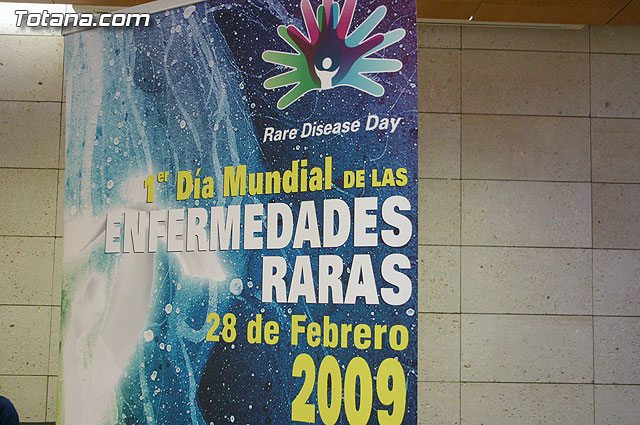 Totana.com
Rare Disease Day
1er Día Mundial DE LAS
ENFERMEDADES
RARAS
28 de Febrero
2009